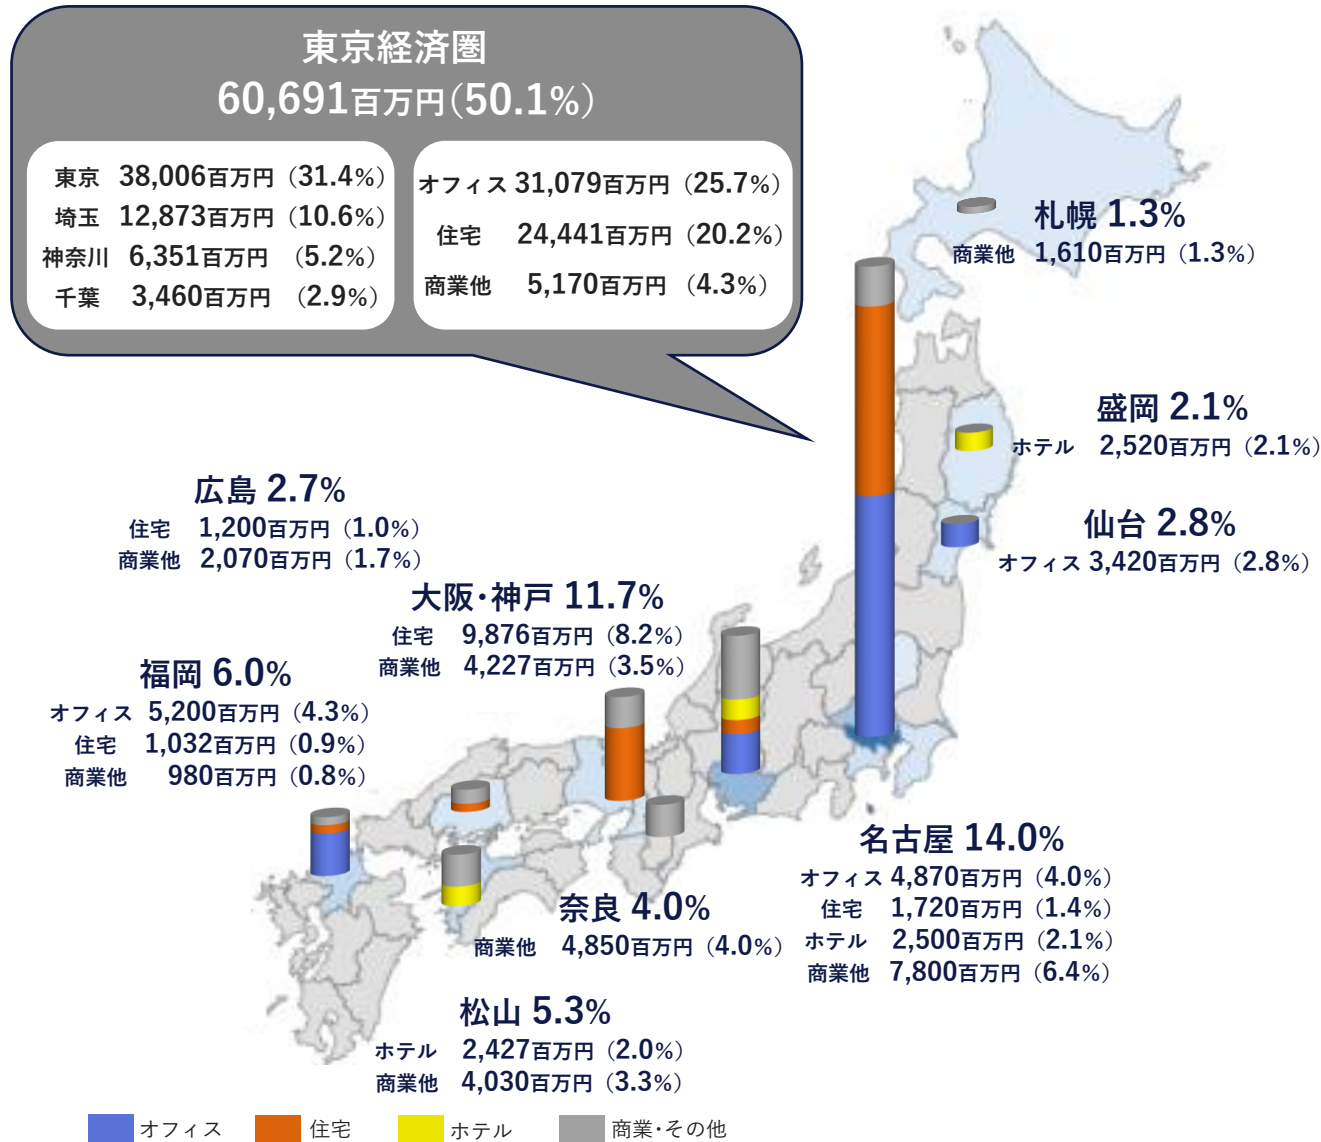 東京経済圏
60,691百万円(50.1%)
東京 38,006百万円 (31.4%)
埼玉 12,873百万円 (10.6%)
神奈川 6,351百万円 (5.2%)
千葉 3,460百万円 (2.9%)
オフィス 31,079百万円 (25.7%)
住宅 24,441百万円 (20.2%)
商業他 5,170百万円 (4.3%)
札幌 1.3%
商業他 1,610百万円 (1.3%)
盛岡 2.1%
ホテル 2,520百万円 (2.1%)
仙台 2.8%
オフィス 3,420百万円 (2.8%)
広島 2.7%
住宅 1,200百万円 (1.0%)
商業他 2,070百万円 (1.7%)
大阪・神戸 11.7%
住宅 9,876百万円 (8.2%)
商業他 4,227百万円 (3.5%)
福岡 6.0%
オフィス 5,200百万円 (4.3%)
住宅 1,032百万円 (0.9%)
商業他 980百万円 (0.8%)
名古屋 14.0%
オフィス 4,870百万円 (4.0%)
住宅 1,720百万円 (1.4%)
ホテル 2,500百万円 (2.1%)
商業他 7,800百万円 (6.4%)
奈良 4.0%
商業他 4,850百万円 (4.0%)
松山 5.3%
ホテル 2,427百万円 (2.0%)
商業他 4,030百万円 (3.3%)
オフィス 住宅 ホテル 商業・その他